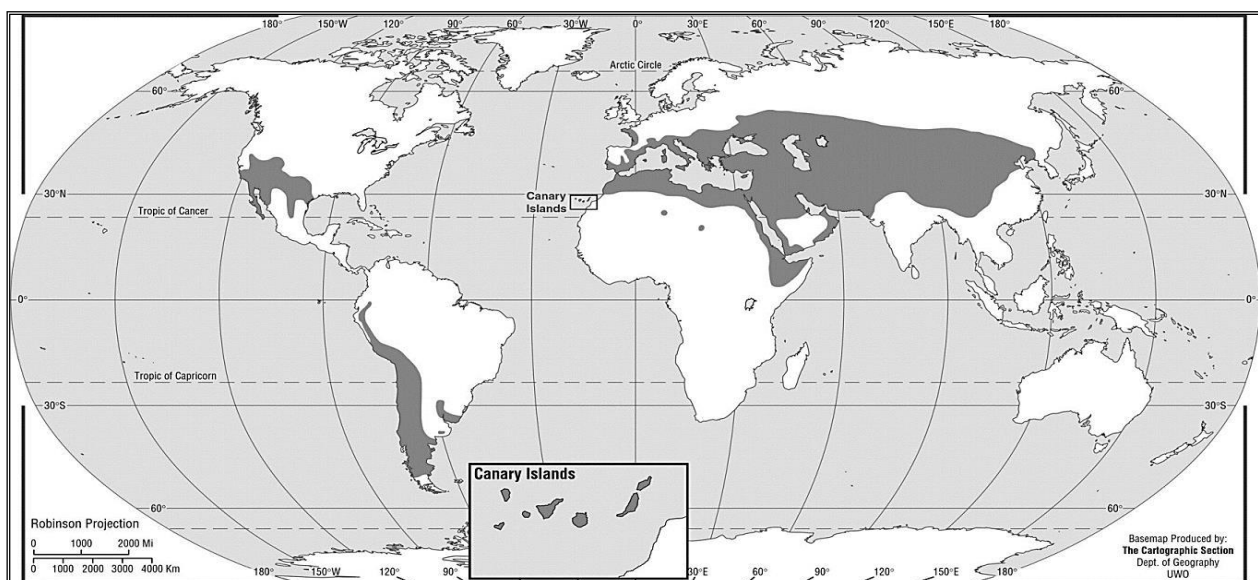 180° 150°W 120° 90° 60° 30°W 0° 30°E 60° 90° 120° 150°E 180°
Arctic Circle
60° 60°
30°N 30°N
Canary
Islands
Tropic of Cancer
0° 0°
Tropic of Capricorn
30°S 30°S
Canary Islands
60° 60°
Robinson Projection
0 1000 2000 Mi
0 1000 2000 3000 4000 Km
Basemap Produced by:
The Cartographic Section
Dept. of Geography
UWO
180° 150° 120° 90° 0° 30° 60° 90° 120° 150° 180°